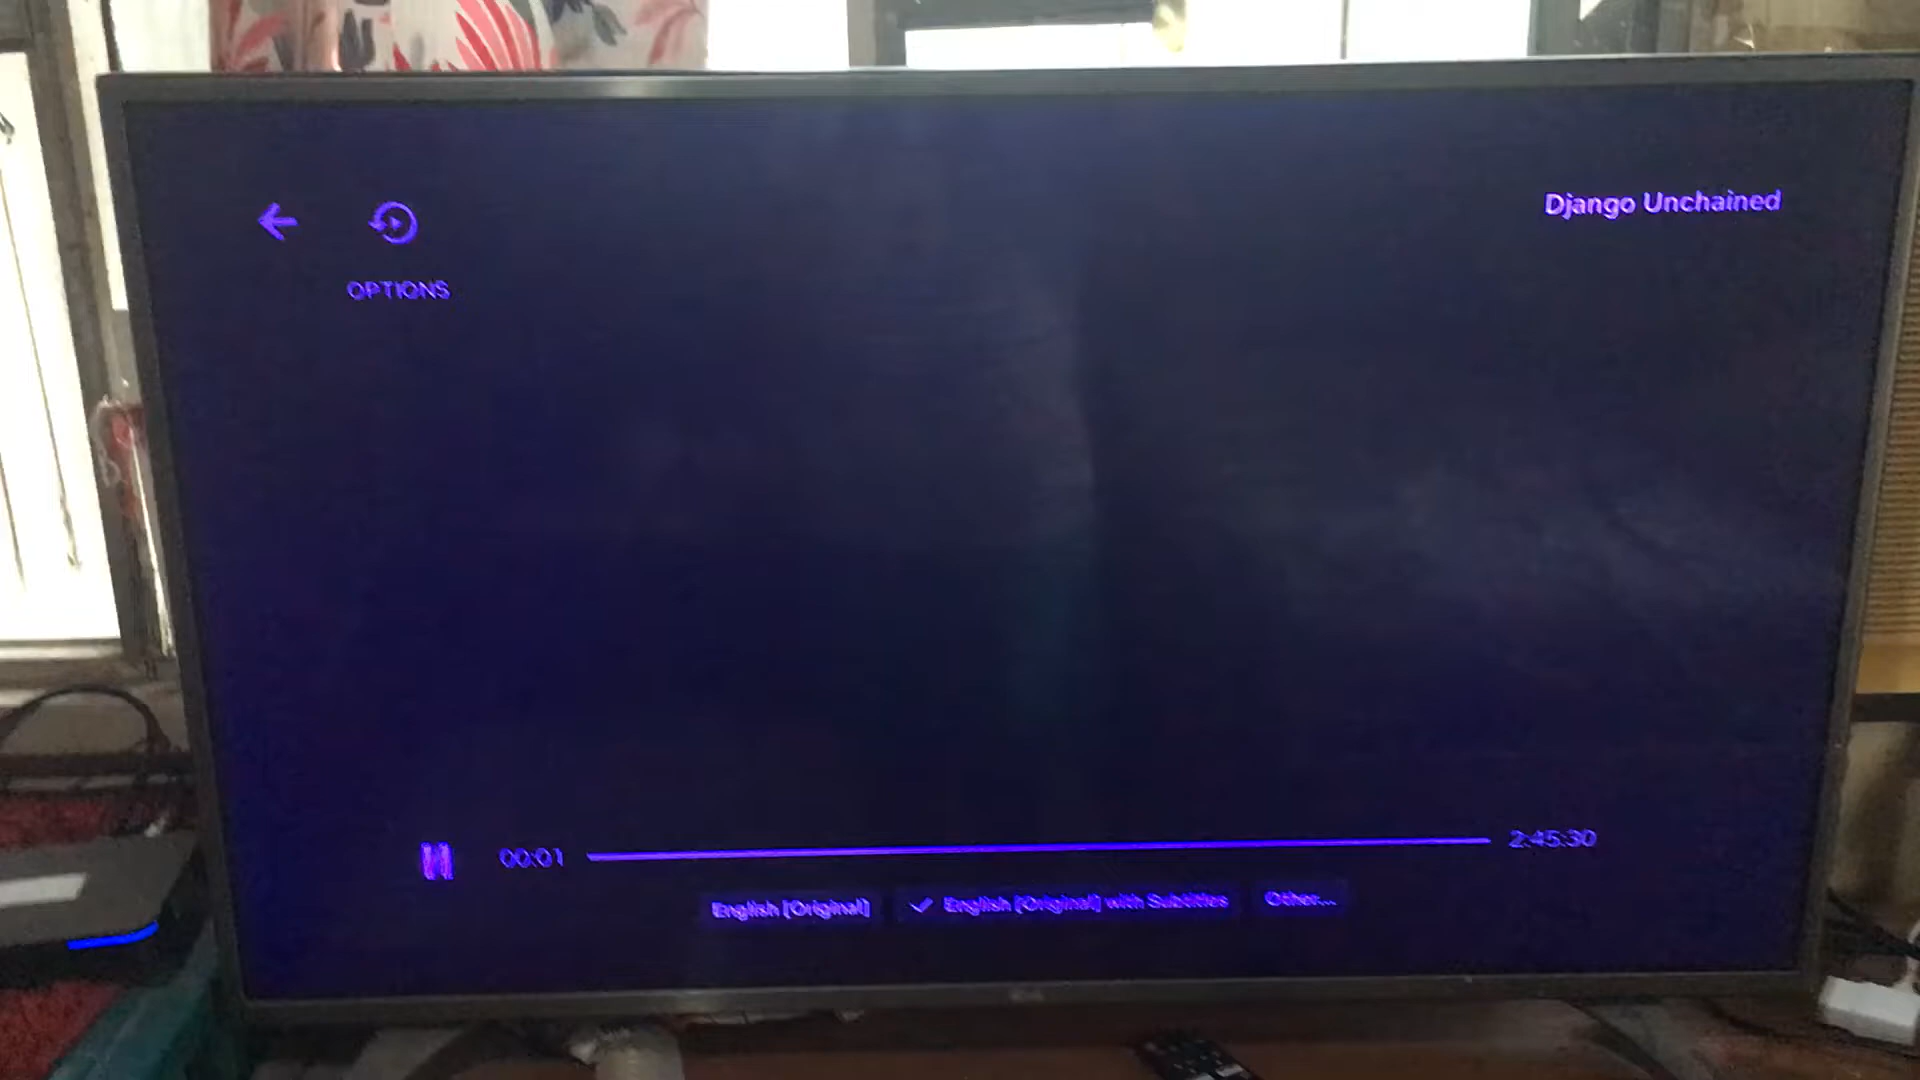 Django Unchained
OPTIONS
00:01
2:45:30
English [Original]
English [Original] with Subtitles
Other...